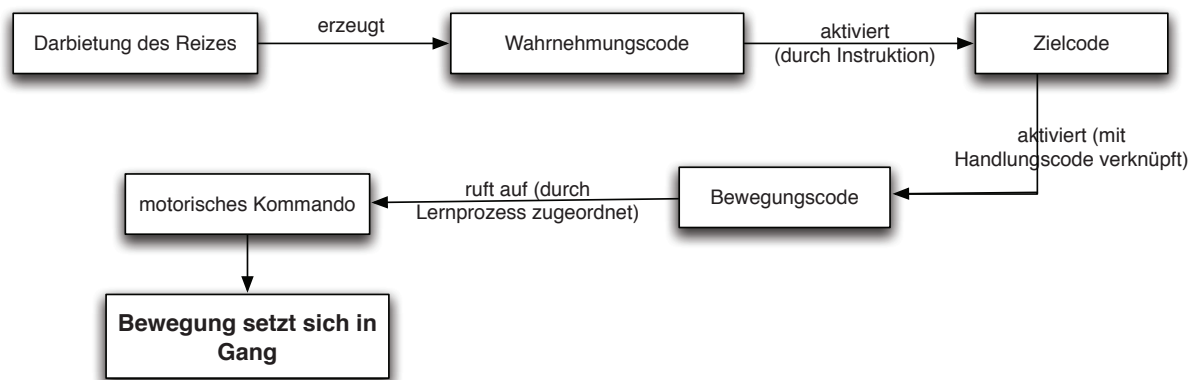 Darbietung des Reizes
erzeugt
Wahrnehmungscode
aktiviert
(durch Instruktion)
Zielcode
aktiviert (mit
Handlungscode verknüpft)
Bewegungscode
ruft auf (durch
Lernprozess zugeordnet)
motorisches Kommando
Bewegung setzt sich in
Gang